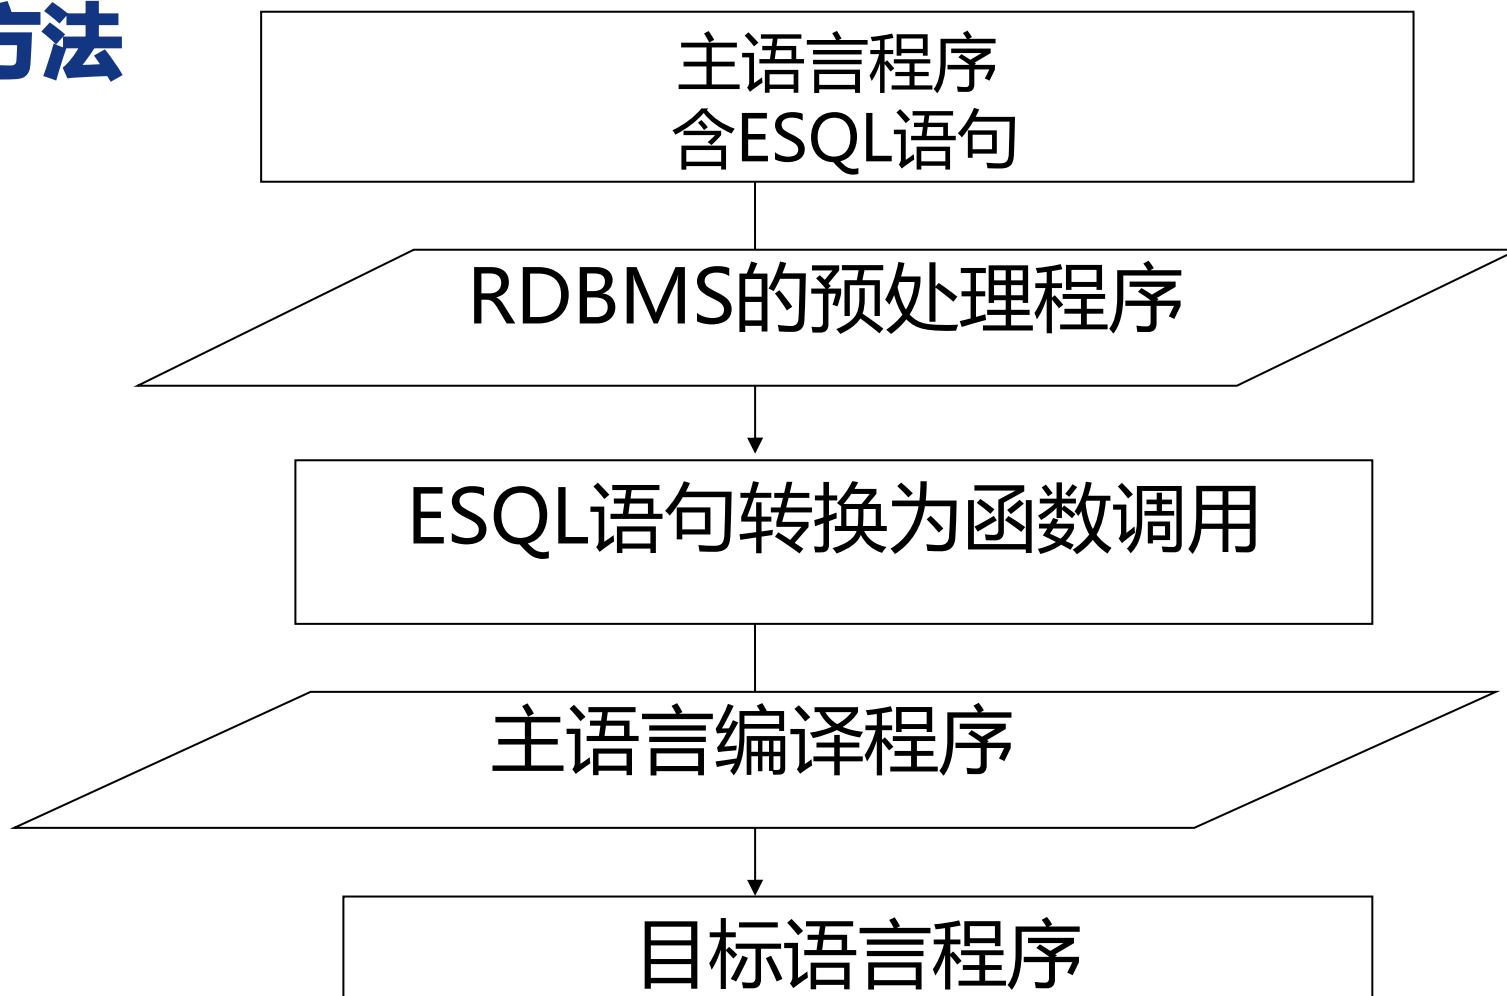 方法
主语言程序
含ESQL语句
RDBMS的预处理程序
ESQL语句转换为函数调用
主语言编译程序
目标语言程序